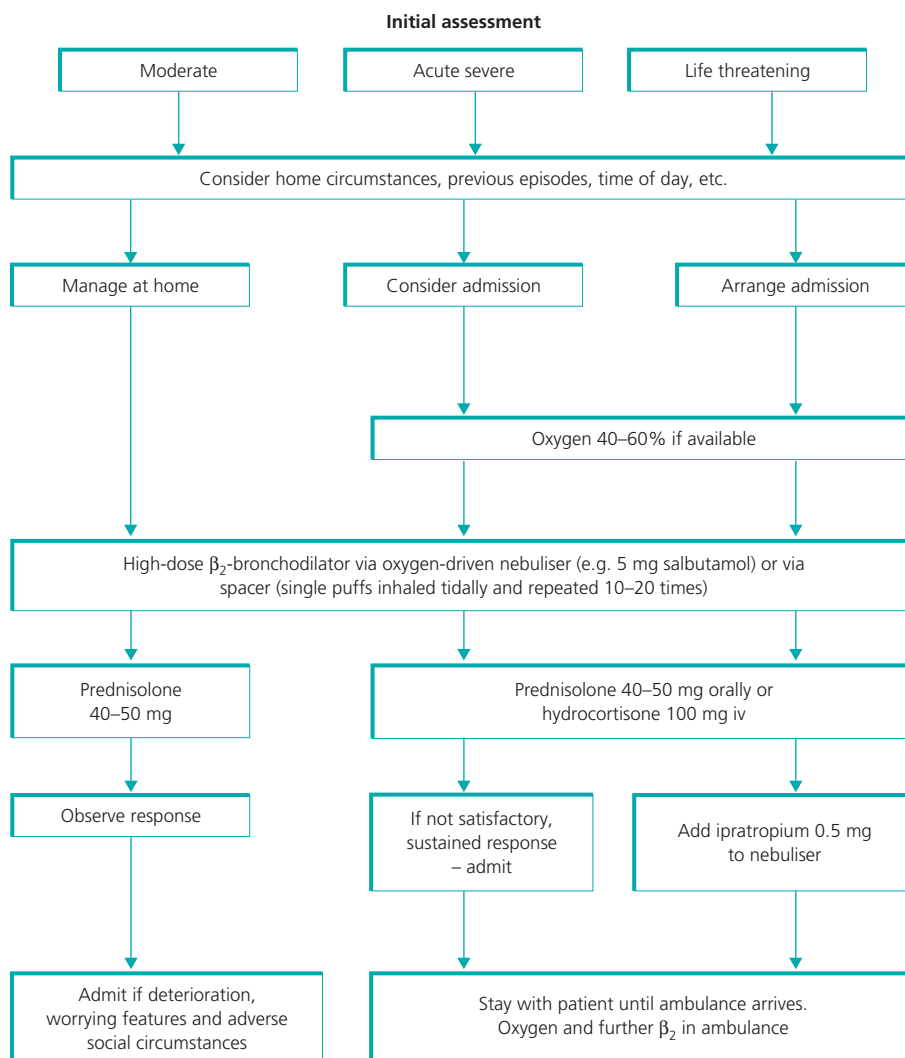 Initial assessment
Moderate
Acute severe
Life threatening
Consider home circumstances, previous episodes, time of day, etc.
Manage at home
Consider admission
Arrange admission
Oxygen 40–60% if available
High-dose β₂-bronchodilator via oxygen-driven nebuliser (e.g. 5 mg salbutamol) or via
spacer (single puffs inhaled tidally and repeated 10–20 times)
Prednisolone
40–50 mg
Prednisolone 40–50 mg orally or
hydrocortisone 100 mg iv
Observe response
If not satisfactory,
sustained response
– admit
Add ipratropium 0.5 mg
to nebuliser
Admit if deterioration,
worrying features and adverse
social circumstances
Stay with patient until ambulance arrives.
Oxygen and further β₂ in ambulance